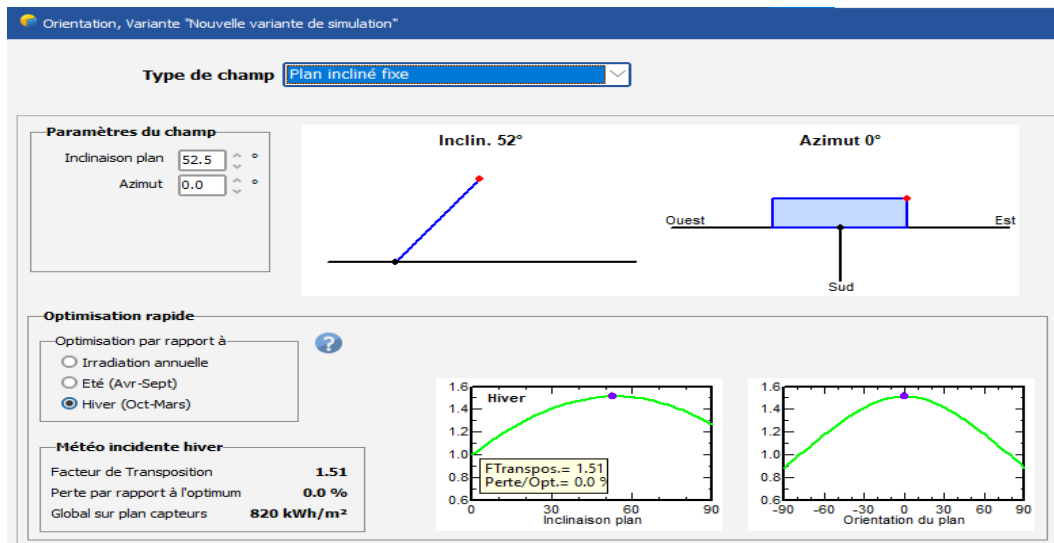 Orientation, Variante "Nouvelle variante de simulation"
Type de champ Plan incliné fixe
Paramètres du champ
Inclinaison plan 52.5 °
Azimut 0.0 °
Inclin. 52°
Azimut 0°
Ouest Est
Sud
Optimisation rapide
Optimisation par rapport à
Irradiation annuelle
Eté (Avr-Sept)
Hiver (Oct-Mars)
?
Météo incidente hiver
Facteur de Transposition 1.51
Perte par rapport à l'optimum 0.0 %
Global sur plan capteurs 820 kWh/m²
1.6
1.4
1.2
1.0
0.8
0.6
Hiver
FTranspos.= 1.51
Perte/Opt.= 0.0 %
0 30 60 90
Inclinaison plan
1.6
1.4
1.2
1.0
0.8
0.6
-90 -60 -30 0 30 60 90
Orientation du plan